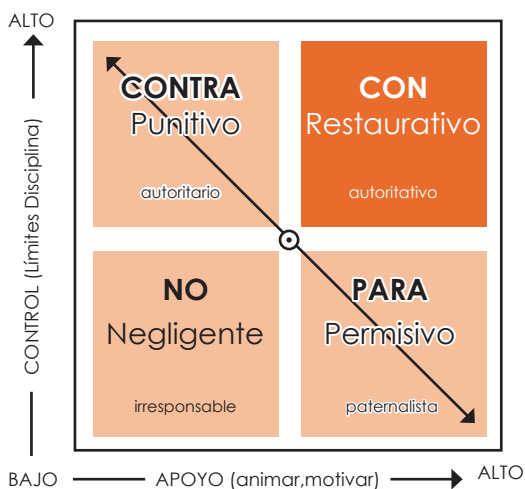 ALTO
CONTRA
Punitivo
autoritario
CON
Restaurativo
autoritativo
CONTROL (Límites Disciplina)
NO
Negligente
irresponsable
PARA
Permisivo
paternalista
BAJO
APOYO (animar,motivar)
ALTO